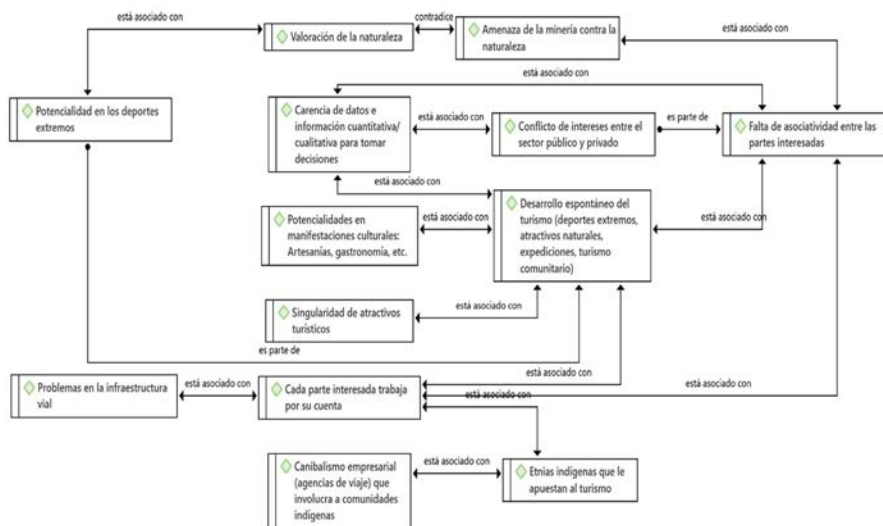 está asociado con
contradice
Valoración de la naturaleza
Amenaza de la minería contra la
naturaleza
está asociado con
está asociado con
Potencialidad en los deportes
extremos
Carencia de datos e
información cuantitativa/
cualitativa para tomar
decisiones
está asociado con
Conflicto de intereses entre el
sector público y privado
es parte de
Falta de asociatividad entre las
partes interesadas
está asociado con
Potencialidades en
manifestaciones culturales:
Artesanías, gastronomía, etc.
está asociado con
Desarrollo espontáneo del
turismo (deportes extremos,
atractivos naturales,
expediciones, turismo
comunitario)
está asociado con
Singularidad de atractivos
turísticos
está asociado con
es parte de
Problemas en la infraestructura
vial
está asociado con
Cada parte interesada trabaja
por su cuenta
está asociado con
está asociado con
está asociado con
Canibalismo empresarial
(agencias de viaje) que
involucra a comunidades
indígenas
está asociado con
Etnias indígenas que le
apuestan al turismo